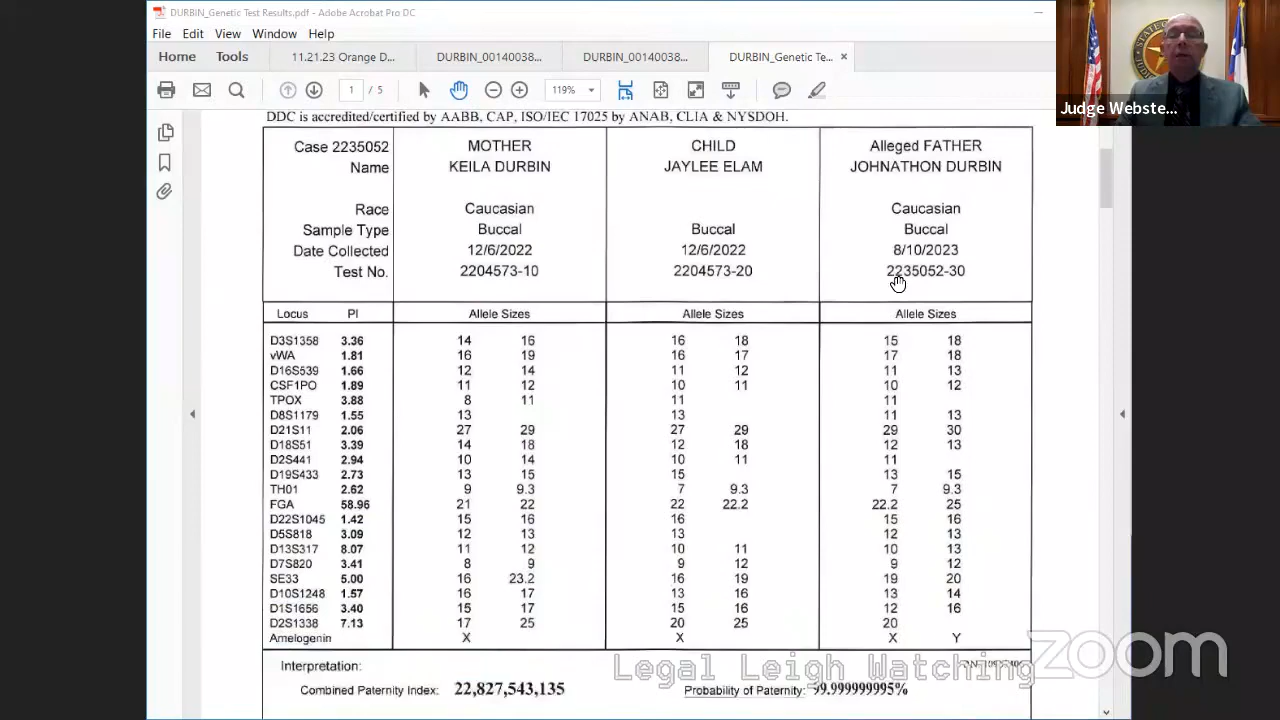 DURBIN_Genetic Test Results.pdf - Adobe Acrobat Pro DC
File Edit View Window Help
Home Tools 11.21.23 Orange D... DURBIN_00140038... DURBIN_00140038... DURBIN_Genetic Te... ×
1 / 5 119%
Judge Webste...
DDC is accredited/certified by AABB, CAP, ISO/IEC 17025 by ANAB, CLIA & NYSDOH.
Case 2235052 MOTHER CHILD Alleged FATHER
Name KEILA DURBIN JAYLEE ELAM JOHNATHON DURBIN
Race Caucasian Caucasian
Sample Type Buccal Buccal Buccal
Date Collected 12/6/2022 12/6/2022 8/10/2023
Test No. 2204573-10 2204573-20 2235052-30
Locus PI Allele Sizes Allele Sizes Allele Sizes
D3S1358 3.36 14 16 16 18 15 18
vWA 1.81 16 19 16 17 17 18
D16S539 1.66 12 14 11 12 11 13
CSF1PO 1.89 11 12 10 11 10 12
TPOX 3.88 8 11 11 11
D8S1179 1.55 13 13 11 13
D21S11 2.06 27 29 27 29 29 30
D18S51 3.39 14 18 12 18 12 13
D2S441 2.94 10 14 10 11 11
D19S433 2.73 13 15 15 13 15
TH01 2.62 9 9.3 7 9.3 7 9.3
FGA 58.96 21 22 22 22.2 22.2 25
D22S1045 1.42 15 16 16 15 16
D5S818 3.09 12 13 13 12 13
D13S317 8.07 11 12 10 11 10 13
D7S820 3.41 8 9 9 12 9 12
SE33 5.00 16 23.2 16 19 19 20
D10S1248 1.57 16 17 13 16 13 14
D1S1656 3.40 15 17 15 16 12 16
D2S1338 7.13 17 25 20 25 20
Amelogenin X X X Y
Interpretation:
Legal Leigh Watching
zoom
Combined Paternity Index: 22,827,543,135 Probability of Paternity: 99.999999995%